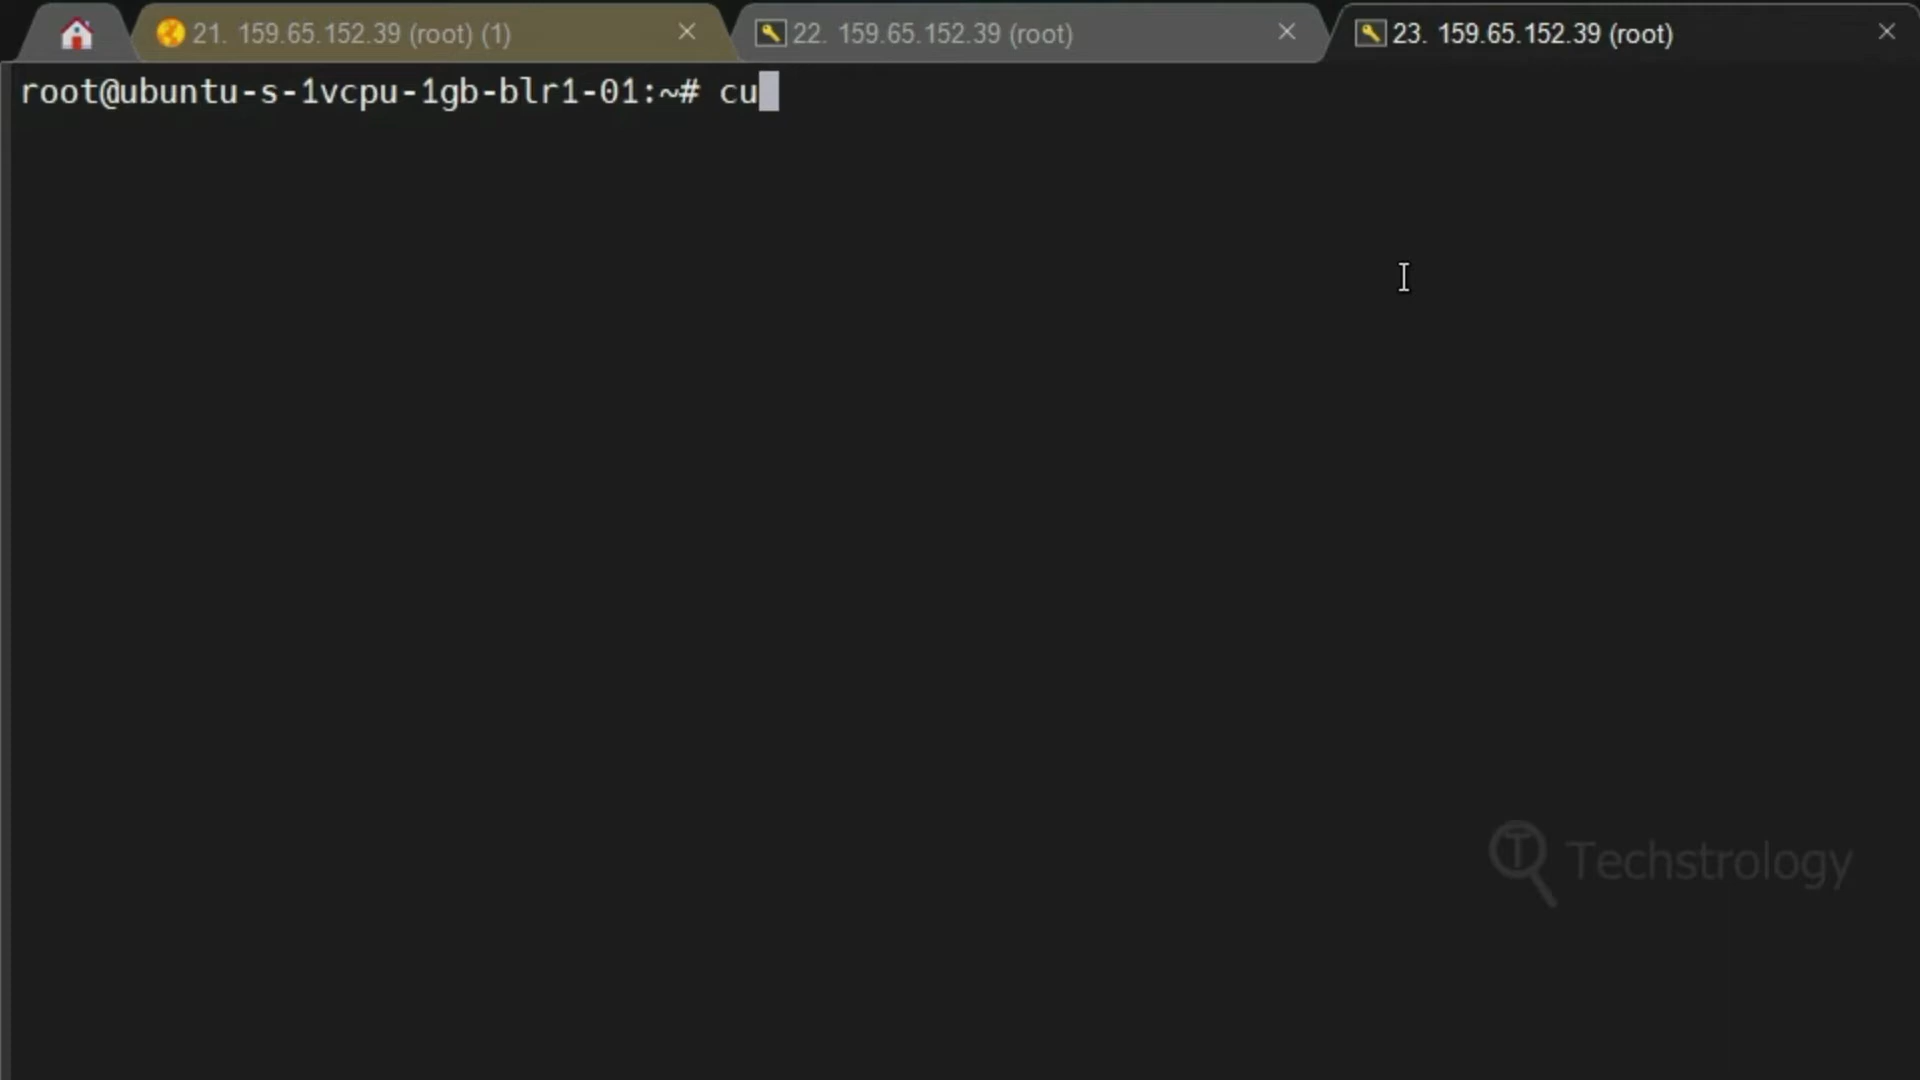 21. 159.65.152.39 (root) (1)
22. 159.65.152.39 (root)
23. 159.65.152.39 (root)
root@ubuntu-s-1vcpu-1gb-blr1-01:~# cu
Techstrology